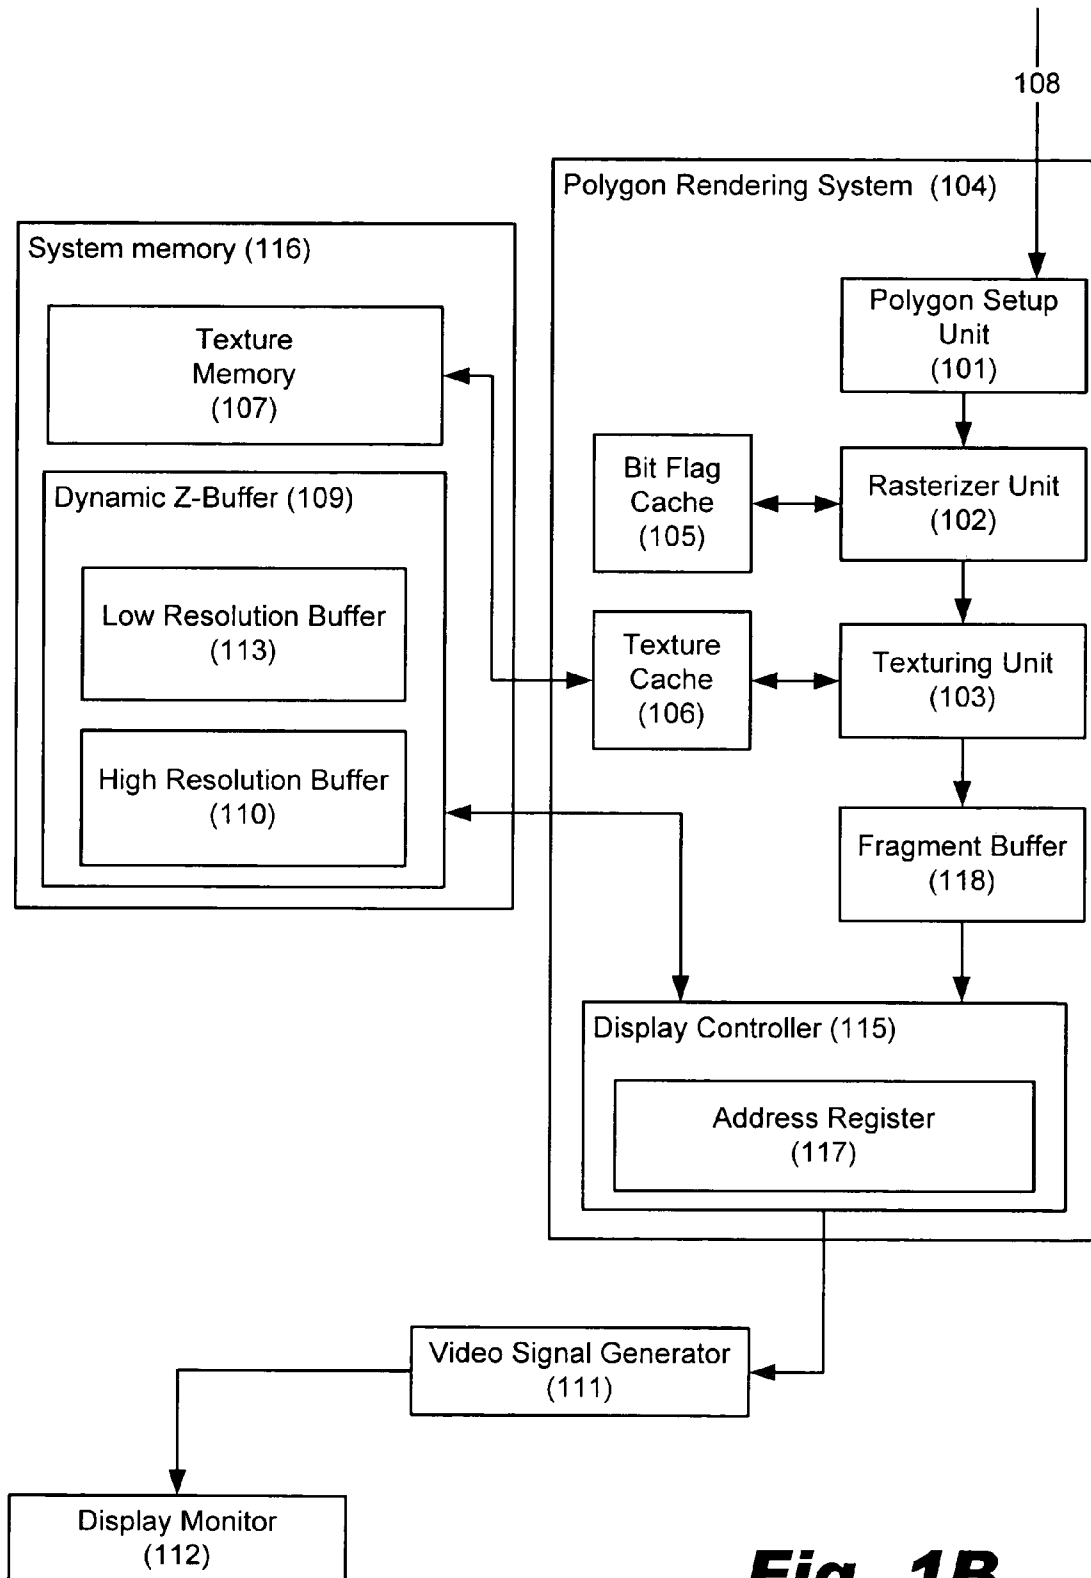 108
Polygon Rendering System (104)
System memory (116)
Polygon Setup
Unit
(101)
Texture
Memory
(107)
Bit Flag
Cache
(105)
Rasterizer Unit
(102)
Dynamic Z-Buffer (109)
Low Resolution Buffer
(113)
Texture
Cache
(106)
Texturing Unit
(103)
High Resolution Buffer
(110)
Fragment Buffer
(118)
Display Controller (115)
Address Register
(117)
Video Signal Generator
(111)
Display Monitor
(112)
Fig. 1B